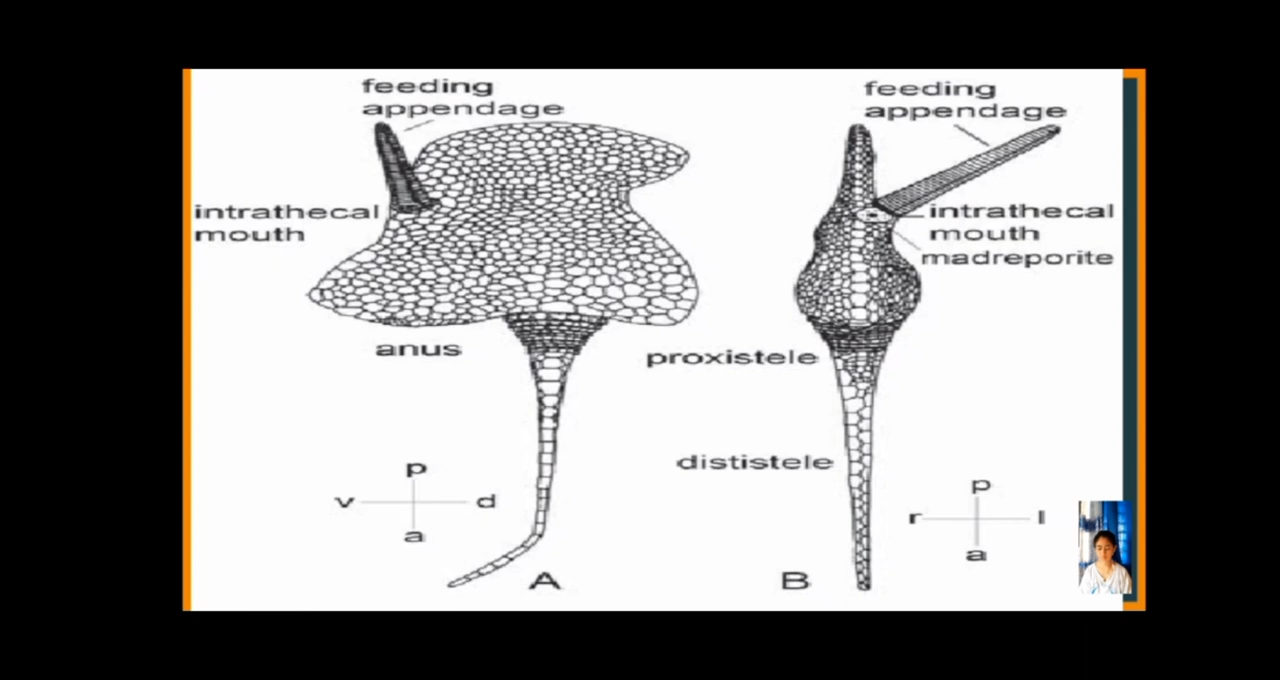 feeding
appendage
intrathecal
mouth
anus
p
v
d
a
A
feeding
appendage
intrathecal
mouth
madreporite
proxistele
dististele
p
r
l
a
B